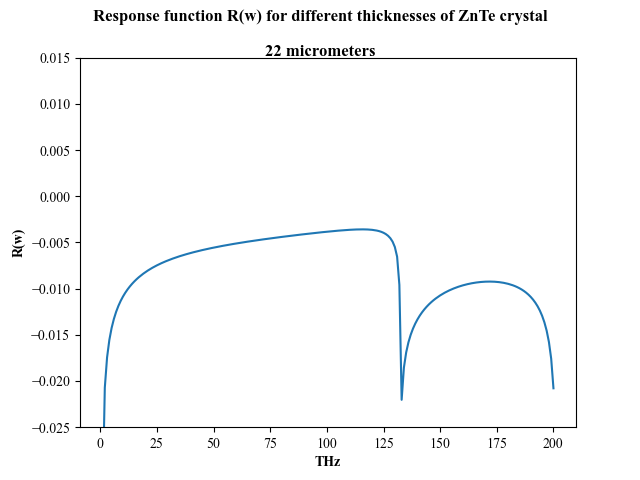 Response function R(w) for different thicknesses of ZnTe crystal
22 micrometers
0.015
0.010
0.005
0.000
−0.005
−0.010
−0.015
−0.020
−0.025
R(w)
0 25 50 75 100 125 150 175 200
THz